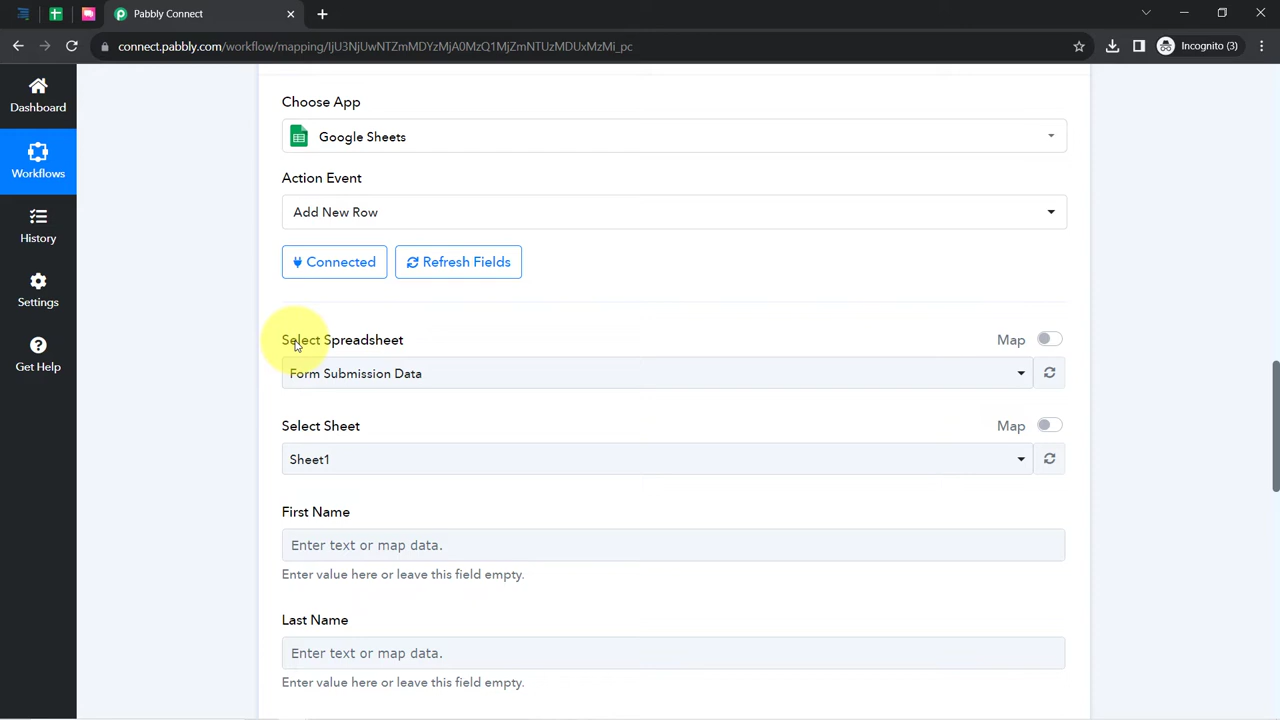 Pabbly Connect
connect.pabbly.com/workflow/mapping/IjU3NjUwNTZmMDYzMjA0MzQ1MjZmNTUzMDUxMzMi_pc
Incognito (3)
Dashboard
Workflows
History
Settings
Get Help
Choose App
Google Sheets
Action Event
Add New Row
Connected
Refresh Fields
Select Spreadsheet
Map
Form Submission Data
Select Sheet
Map
Sheet1
First Name
Enter text or map data.
Enter value here or leave this field empty.
Last Name
Enter text or map data.
Enter value here or leave this field empty.